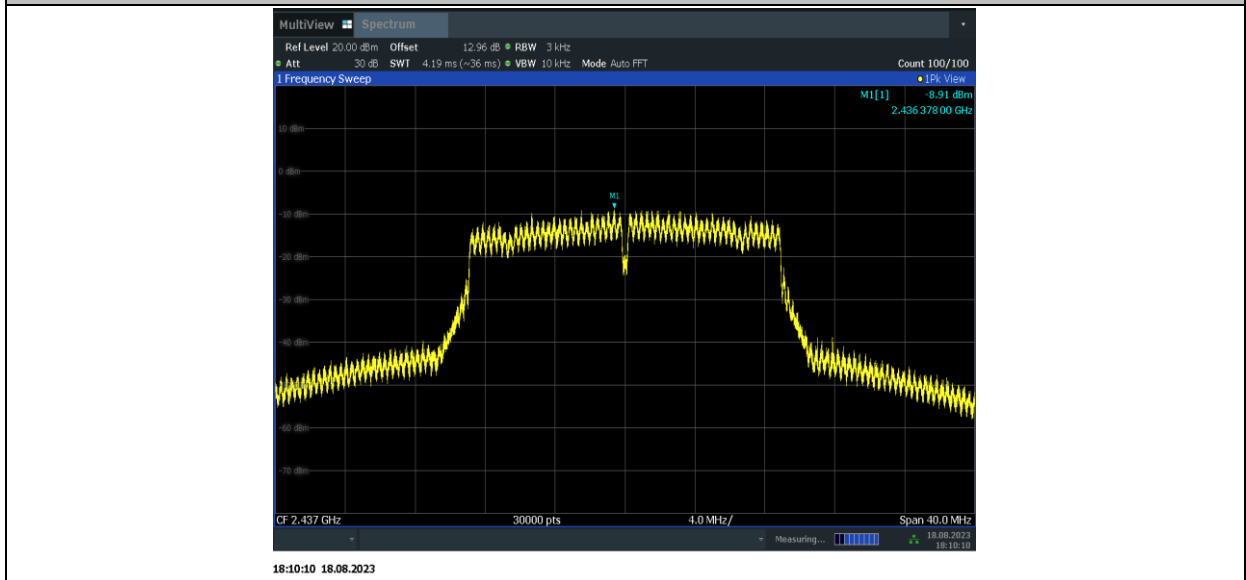 MultiView Spectrum
Ref Level 20.00 dBm Offset 12.96 dB RBW 3 kHz
Att 30 dB SWT 4.19 ms (~36 ms) VBW 10 kHz Mode Auto FFT Count 100/100
1 Frequency Sweep 1Pk View
M1[1] -8.91 dBm
2.436 378 00 GHz
10 dBm
0 dBm
M1
-10 dBm
-20 dBm
-30 dBm
-40 dBm
-60 dBm
-70 dBm
CF 2.437 GHz 30000 pts 4.0 MHz/ Span 40.0 MHz
Measuring... 18.08.2023
18:10:10
18:10:10 18.08.2023